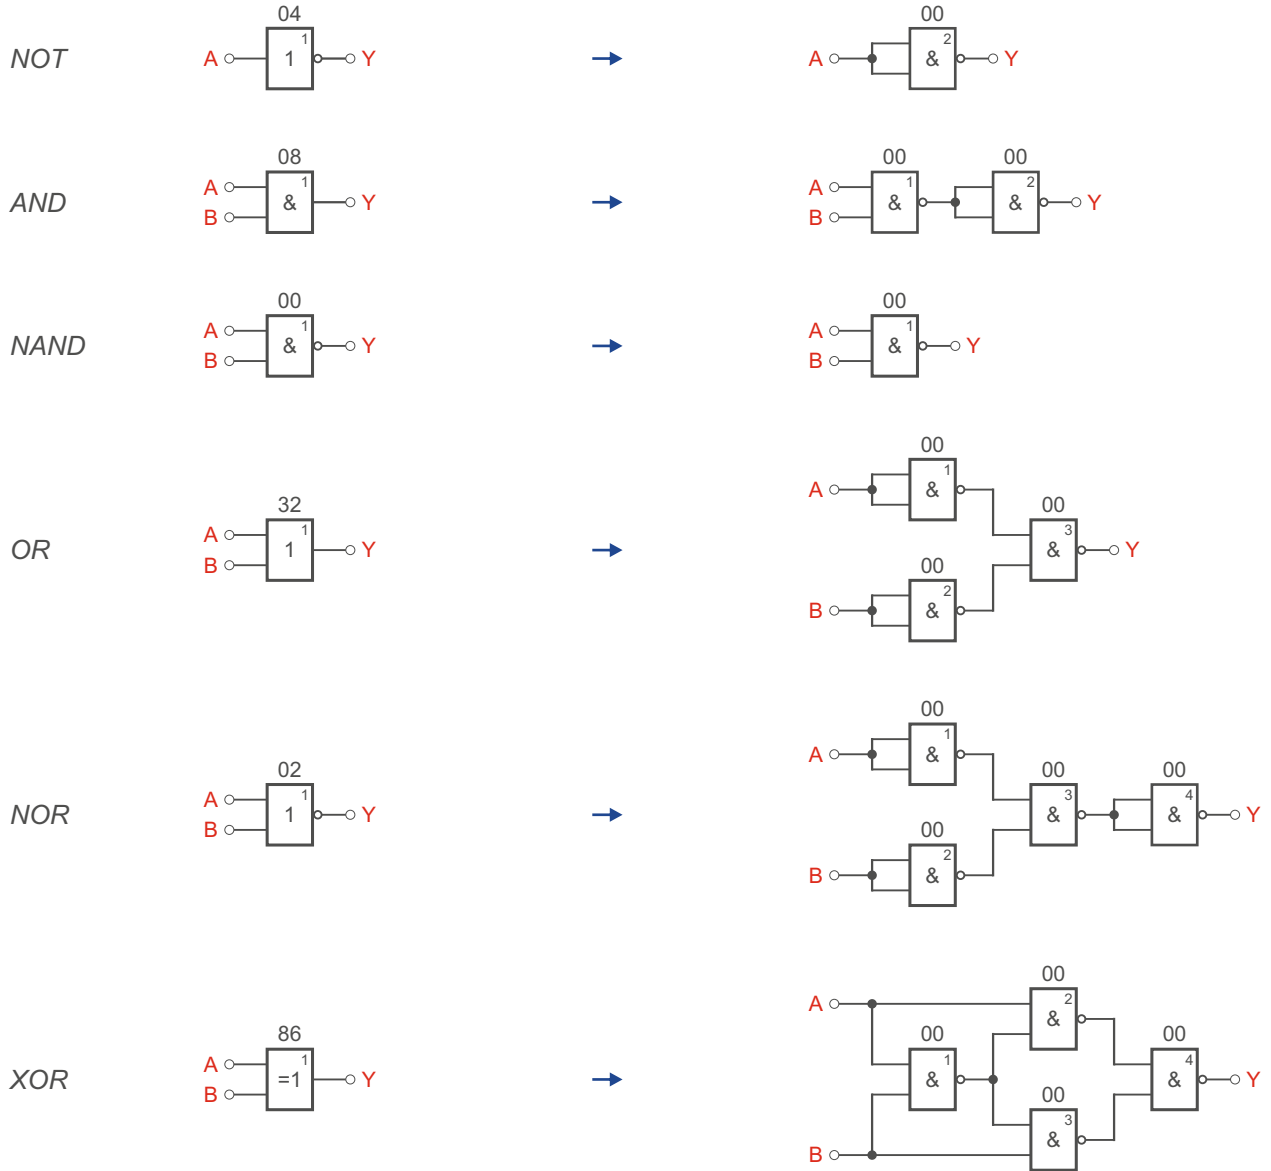 04 00
NOT A 1 1 Y A & 2 Y
08 00 00
AND A B & 1 Y A B & 1 & 2 Y
00 00
NAND A B & 1 Y A B & 1 Y
00
A & 1
32 00
OR A B 1 1 Y & 3 Y
00
B & 2
00
A & 1
02 00 00
NOR A B 1 1 Y & 3 & 4 Y
00
B & 2
00
A & 2
86 00 00
XOR A B =1 1 Y & 1 & 4 Y
00
B & 3